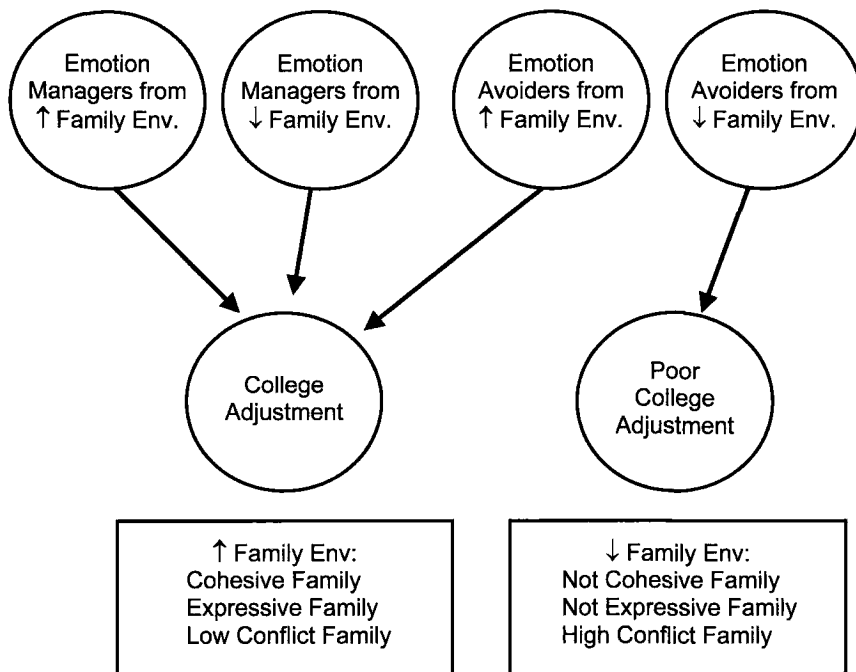 Emotion
Managers from
↑ Family Env.
Emotion
Managers from
↓ Family Env.
Emotion
Avoiders from
↑ Family Env.
Emotion
Avoiders from
↓ Family Env.
College
Adjustment
Poor
College
Adjustment
↑ Family Env:
Cohesive Family
Expressive Family
Low Conflict Family
↓ Family Env:
Not Cohesive Family
Not Expressive Family
High Conflict Family